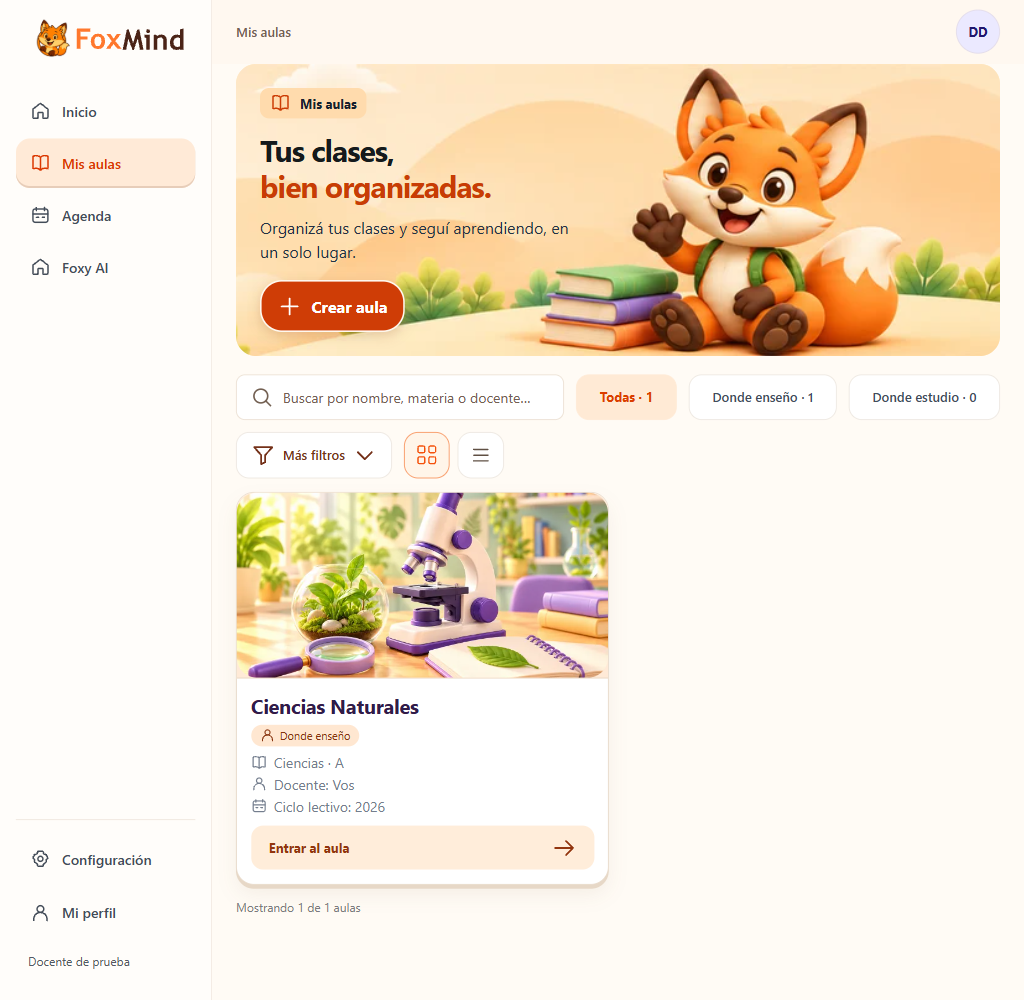 FoxMind
Inicio
Mis aulas
Agenda
Foxy AI
Configuración
Mi perfil
Docente de prueba
Mis aulas
DD
Mis aulas
Tus clases,
bien organizadas.
Organizá tus clases y seguí aprendiendo, en
un solo lugar.
Crear aula
Buscar por nombre, materia o docente...
Todas · 1
Donde enseño · 1
Donde estudio · 0
Más filtros
Ciencias Naturales
Donde enseño
Ciencias · A
Docente: Vos
Ciclo lectivo: 2026
Entrar al aula
Mostrando 1 de 1 aulas